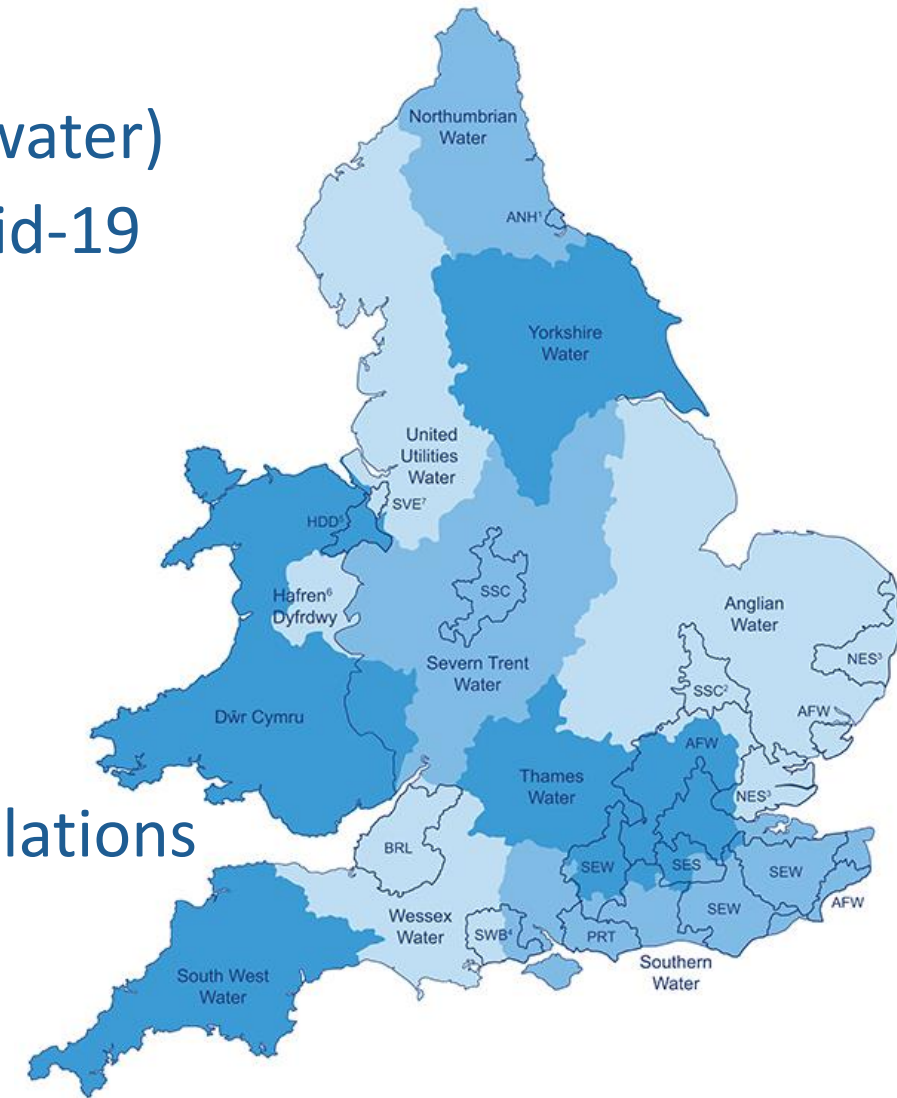 water)
id-19
lations
Northumbrian
Water
ANH¹
Yorkshire
Water
United
Utilities
Water
SVE⁷
HDD⁵
Hafren⁶
Dyfrdwy
SSC
Anglian
Water
NES³
Severn Trent
Water
SSC²
AFW
Dŵr Cymru
AFW
Thames
Water
NES³
BRL
SEW
SES
SEW
AFW
Wessex
Water
SWB⁴
PRT
SEW
South West
Water
Southern
Water